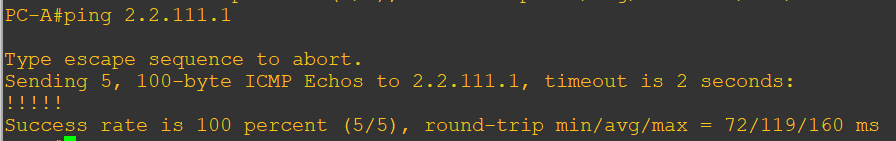 PC-A#ping 2.2.111.1
Type escape sequence to abort.
Sending 5, 100-byte ICMP Echos to 2.2.111.1, timeout is 2 seconds:
!!!!!
Success rate is 100 percent (5/5), round-trip min/avg/max = 72/119/160 ms